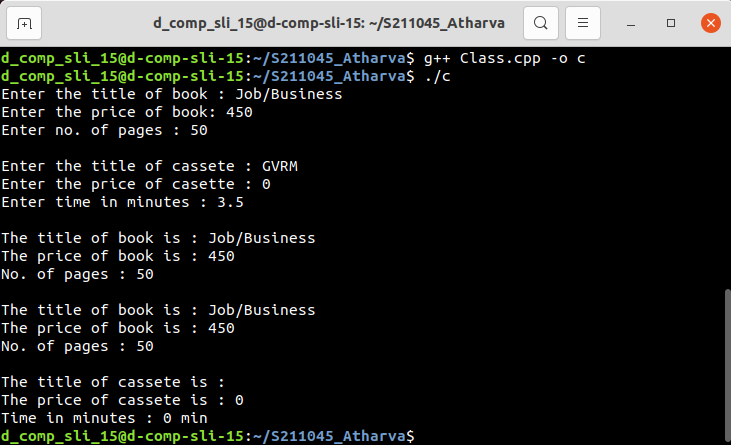 d_comp_sli_15@d-comp-sli-15: ~/S211045_Atharva
d_comp_sli_15@d-comp-sli-15:~/S211045_Atharva$ g++ Class.cpp -o c
d_comp_sli_15@d-comp-sli-15:~/S211045_Atharva$ ./c
Enter the title of book : Job/Business
Enter the price of book: 450
Enter no. of pages : 50

Enter the title of cassete : GVRM
Enter the price of casette : 0
Enter time in minutes : 3.5

The title of book is : Job/Business
The price of book is : 450
No. of pages : 50

The title of book is : Job/Business
The price of book is : 450
No. of pages : 50

The title of cassete is :
The price of cassete is : 0
Time in minutes : 0 min
d_comp_sli_15@d-comp-sli-15:~/S211045_Atharva$